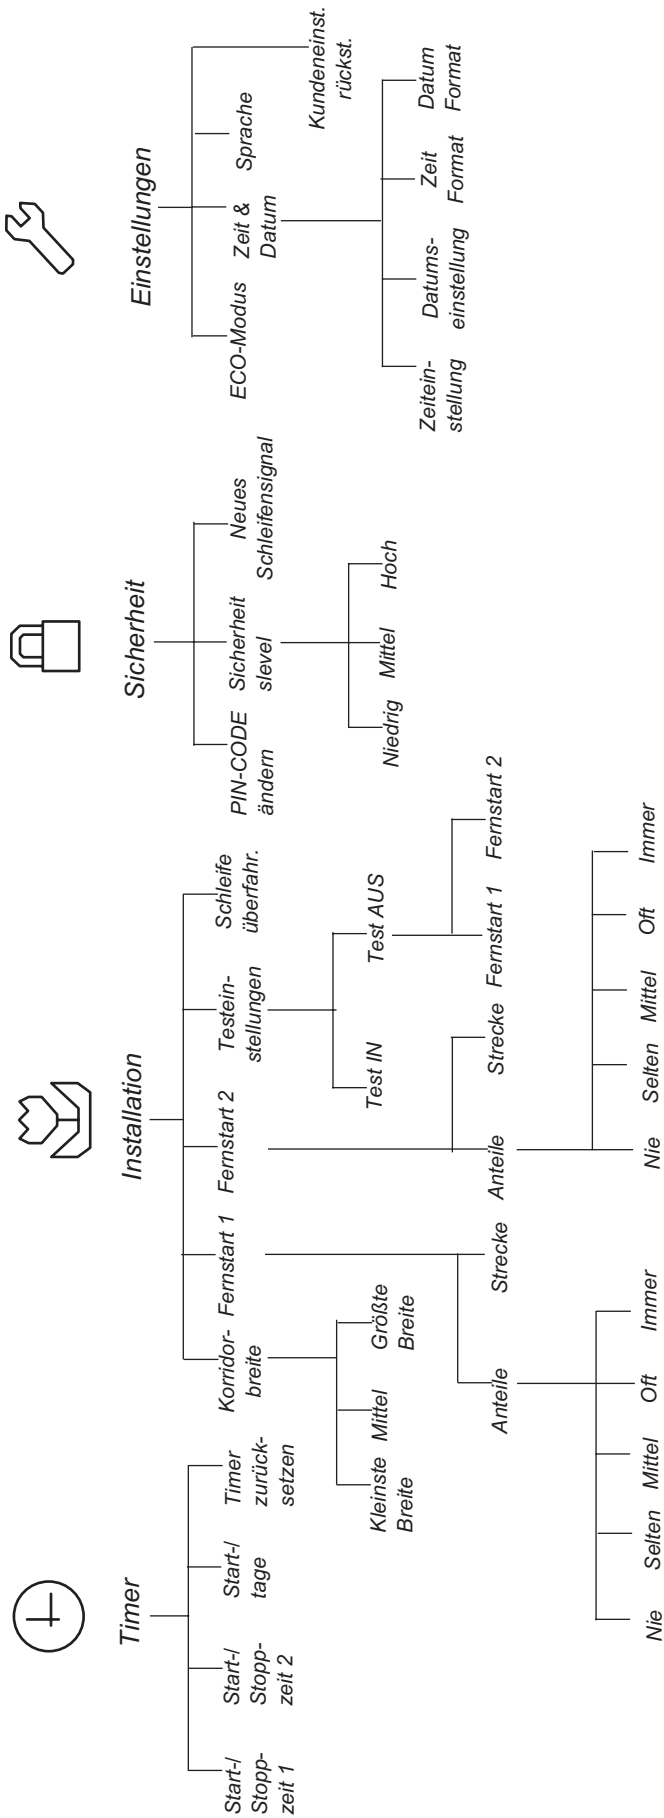 Timer
Start-/
Stopp-
zeit 1
Start-/
Stopp-
zeit 2
Start-/
tage
Timer
zurück-
setzen
Installation
Korridor-
breite
Fernstart 1
Fernstart 2
Testein-
stellungen
Schleife
überfahr.
Kleinste
Breite
Mittel
Größte
Breite
Test IN
Test AUS
Anteile
Strecke
Anteile
Strecke
Fernstart 1
Fernstart 2
Nie
Selten
Mittel
Oft
Immer
Nie
Selten
Mittel
Oft
Immer
Sicherheit
PIN-CODE
ändern
Sicherheit
slevel
Neues
Schleifensignal
Niedrig
Mittel
Hoch
Einstellungen
ECO-Modus
Zeit &
Datum
Sprache
Kundeneinst.
rückst.
Zeitein-
stellung
Datums-
einstellung
Zeit
Format
Datum
Format